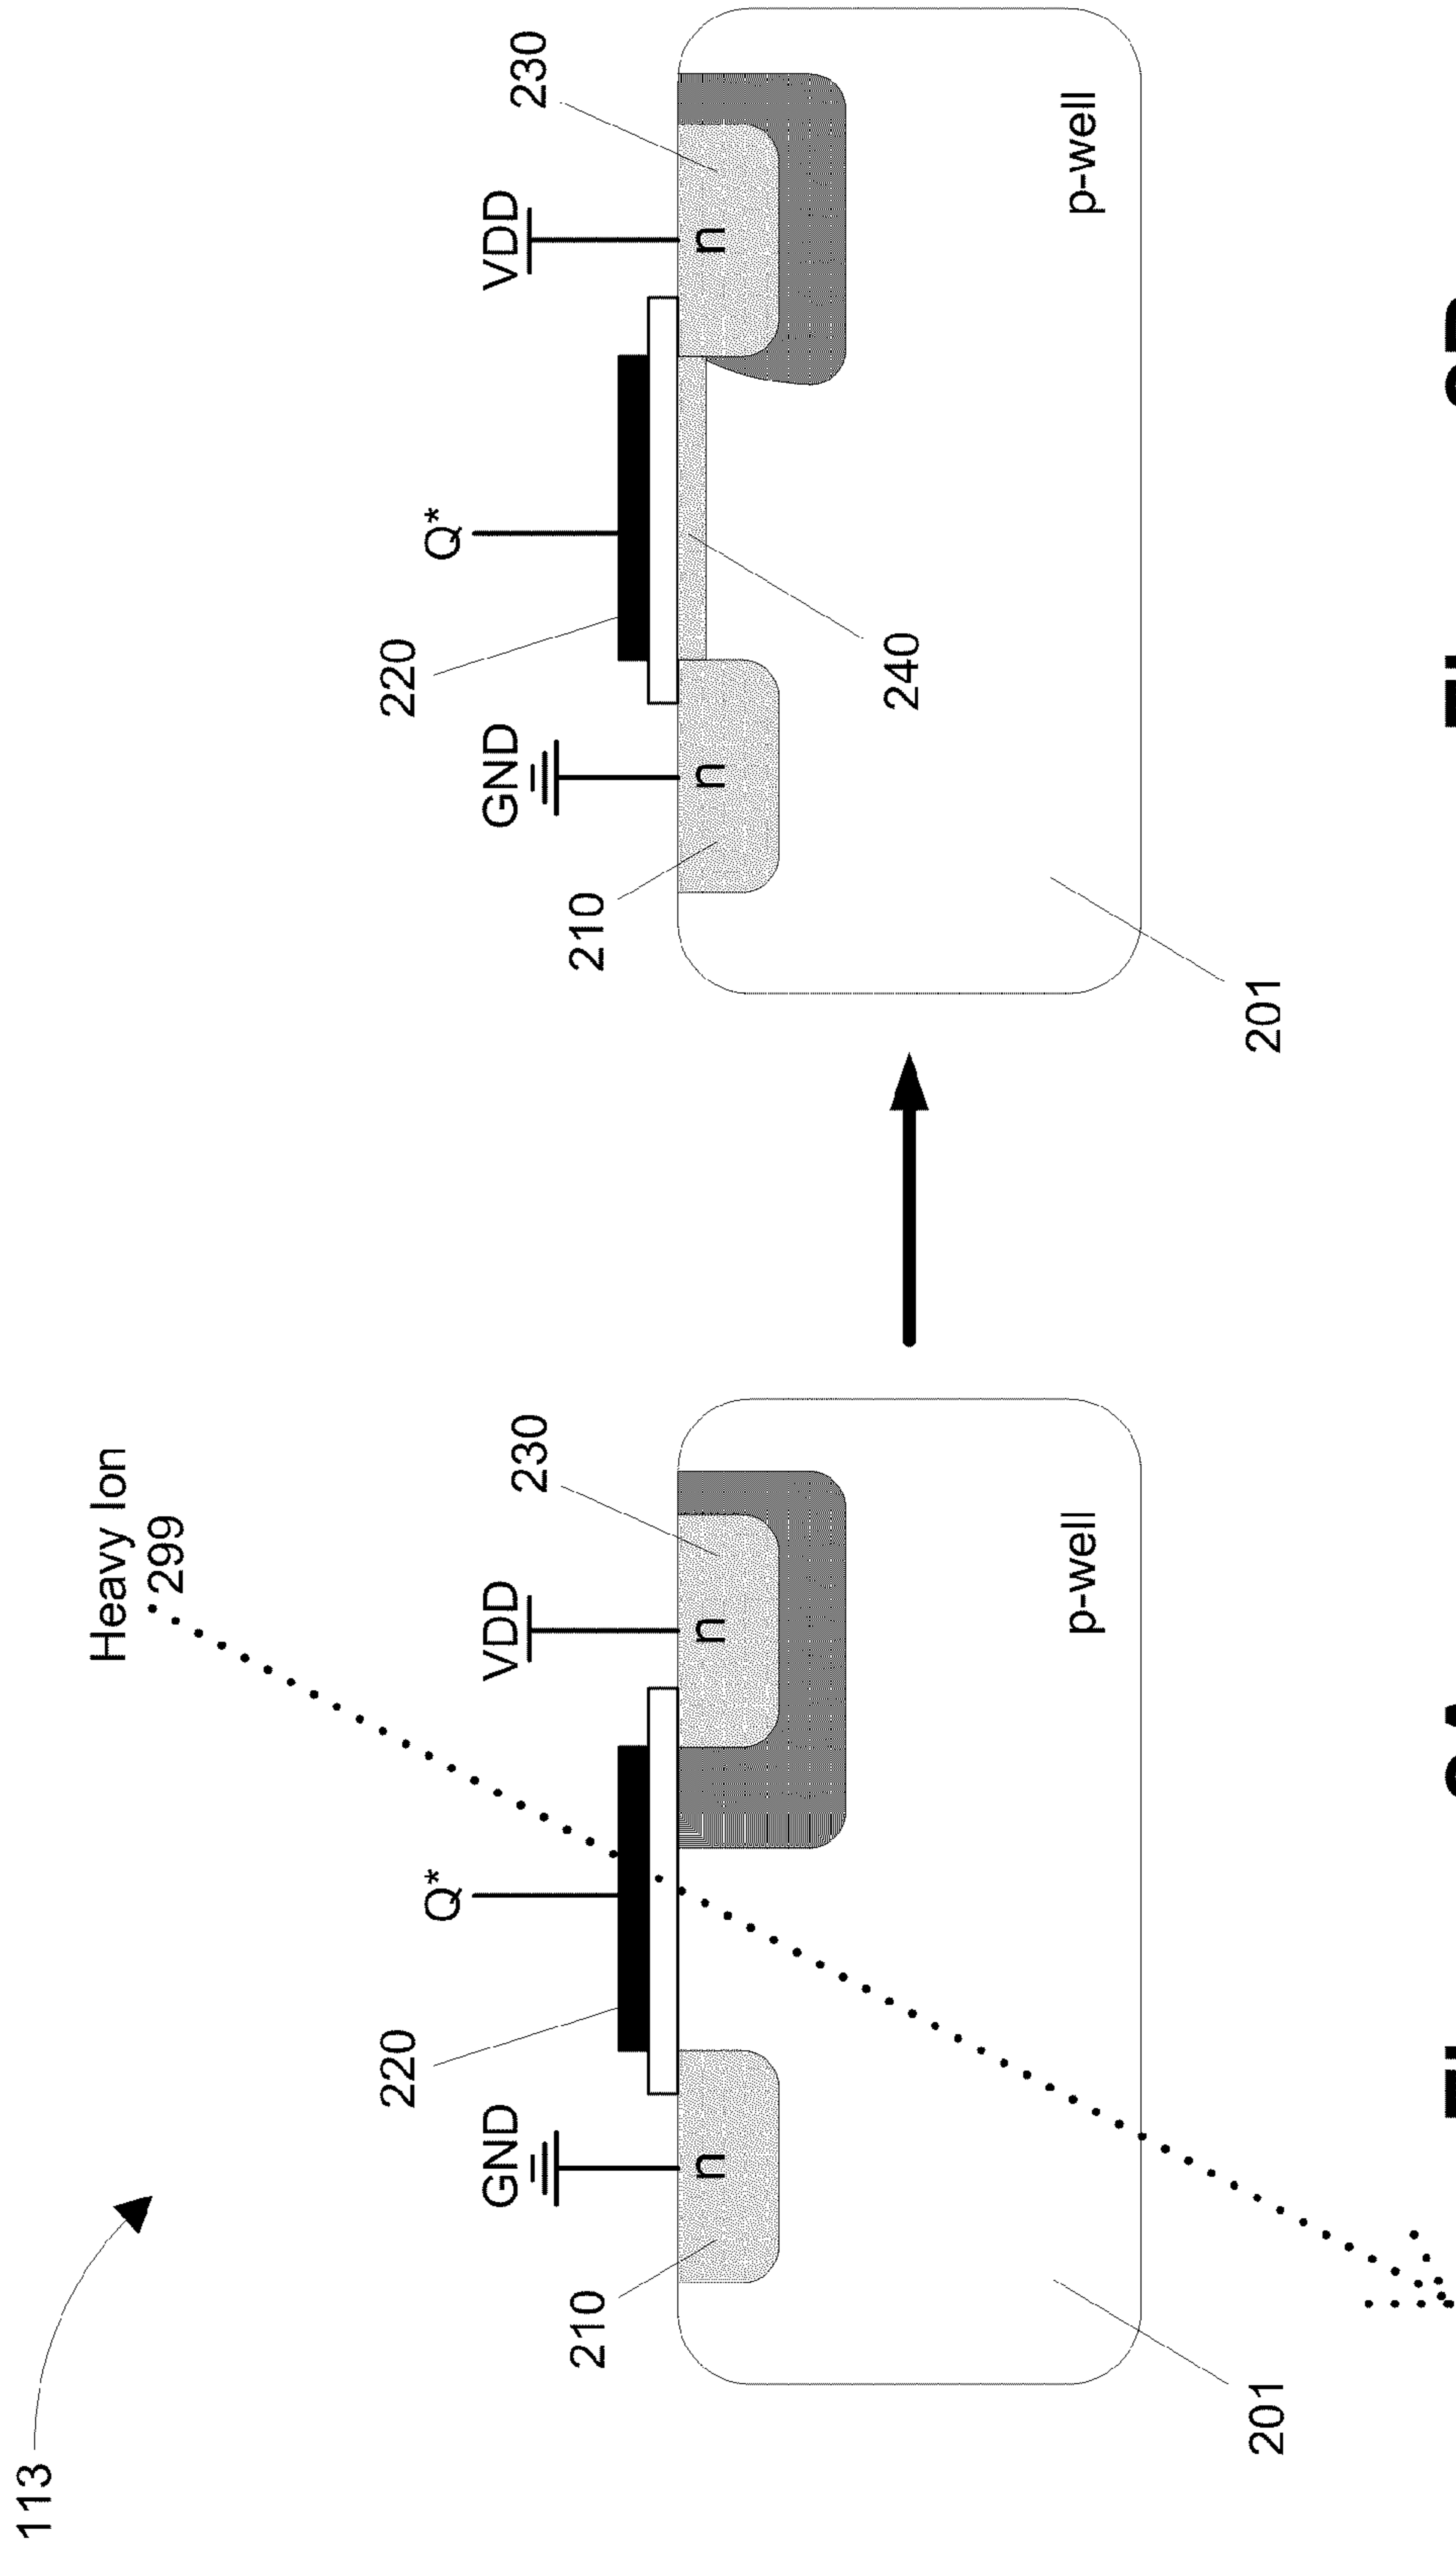 113
Heavy Ion
299
220
Q*
GND
VDD
210
230
n
n
p-well
201
220
Q*
GND
VDD
210
230
n
n
240
p-well
201